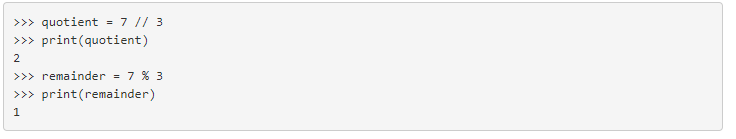 >>> quotient = 7 // 3
>>> print(quotient)
2
>>> remainder = 7 % 3
>>> print(remainder)
1